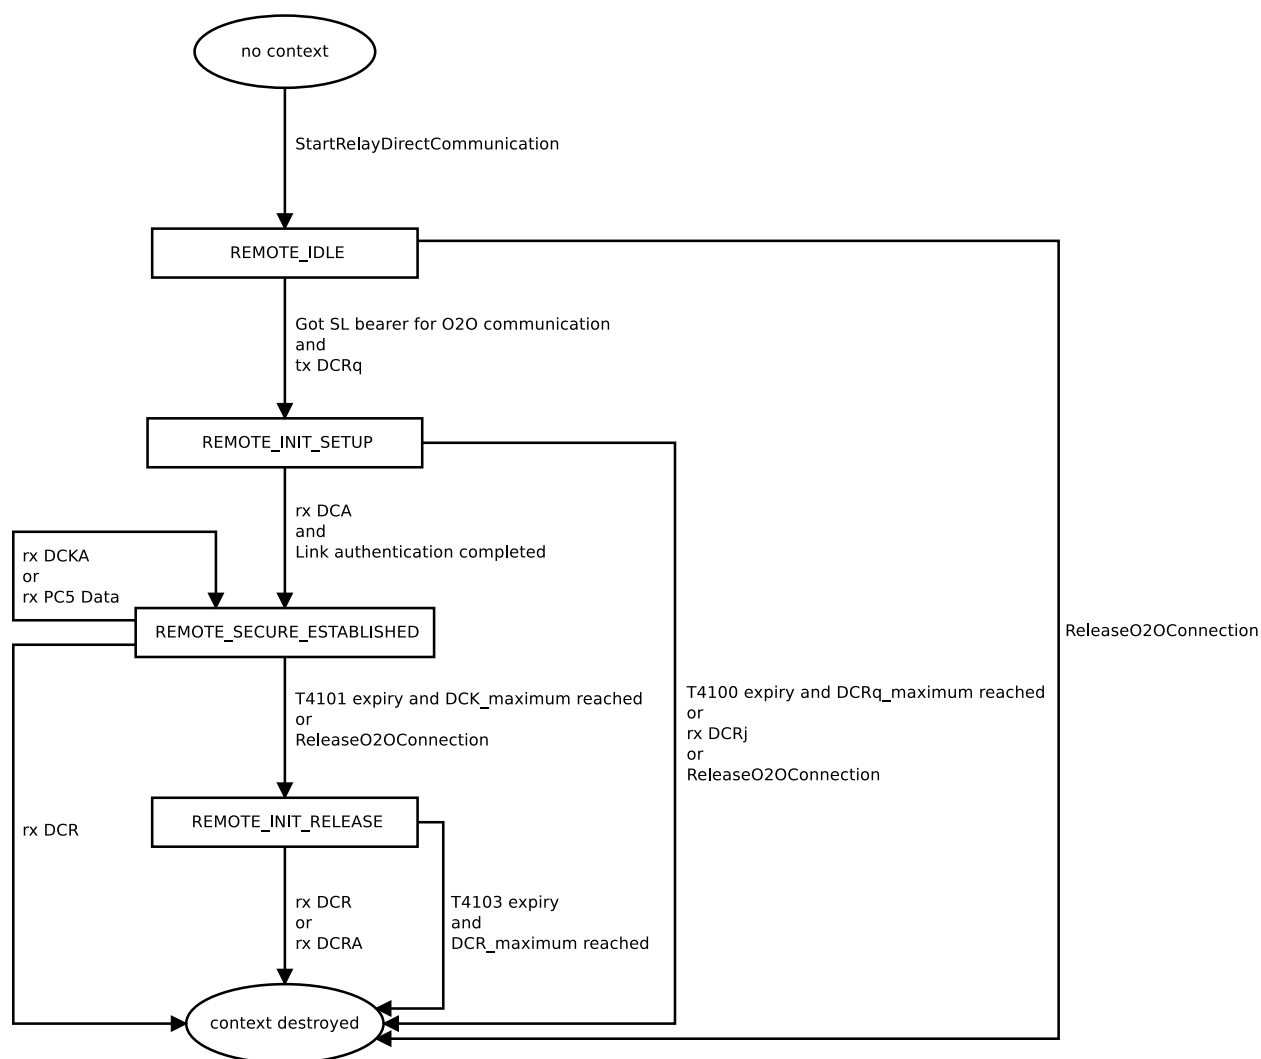 no context
StartRelayDirectCommunication
REMOTE_IDLE
Got SL bearer for O2O communication
and
tx DCRq
REMOTE_INIT_SETUP
rx DCA
and
Link authentication completed
rx DCKA
or
rx PC5 Data
REMOTE_SECURE_ESTABLISHED
ReleaseO2OConnection
T4101 expiry and DCK_maximum reached
or
ReleaseO2OConnection
T4100 expiry and DCRq_maximum reached
or
rx DCRj
or
ReleaseO2OConnection
REMOTE_INIT_RELEASE
rx DCR
rx DCR
or
rx DCRA
T4103 expiry
and
DCR_maximum reached
context destroyed